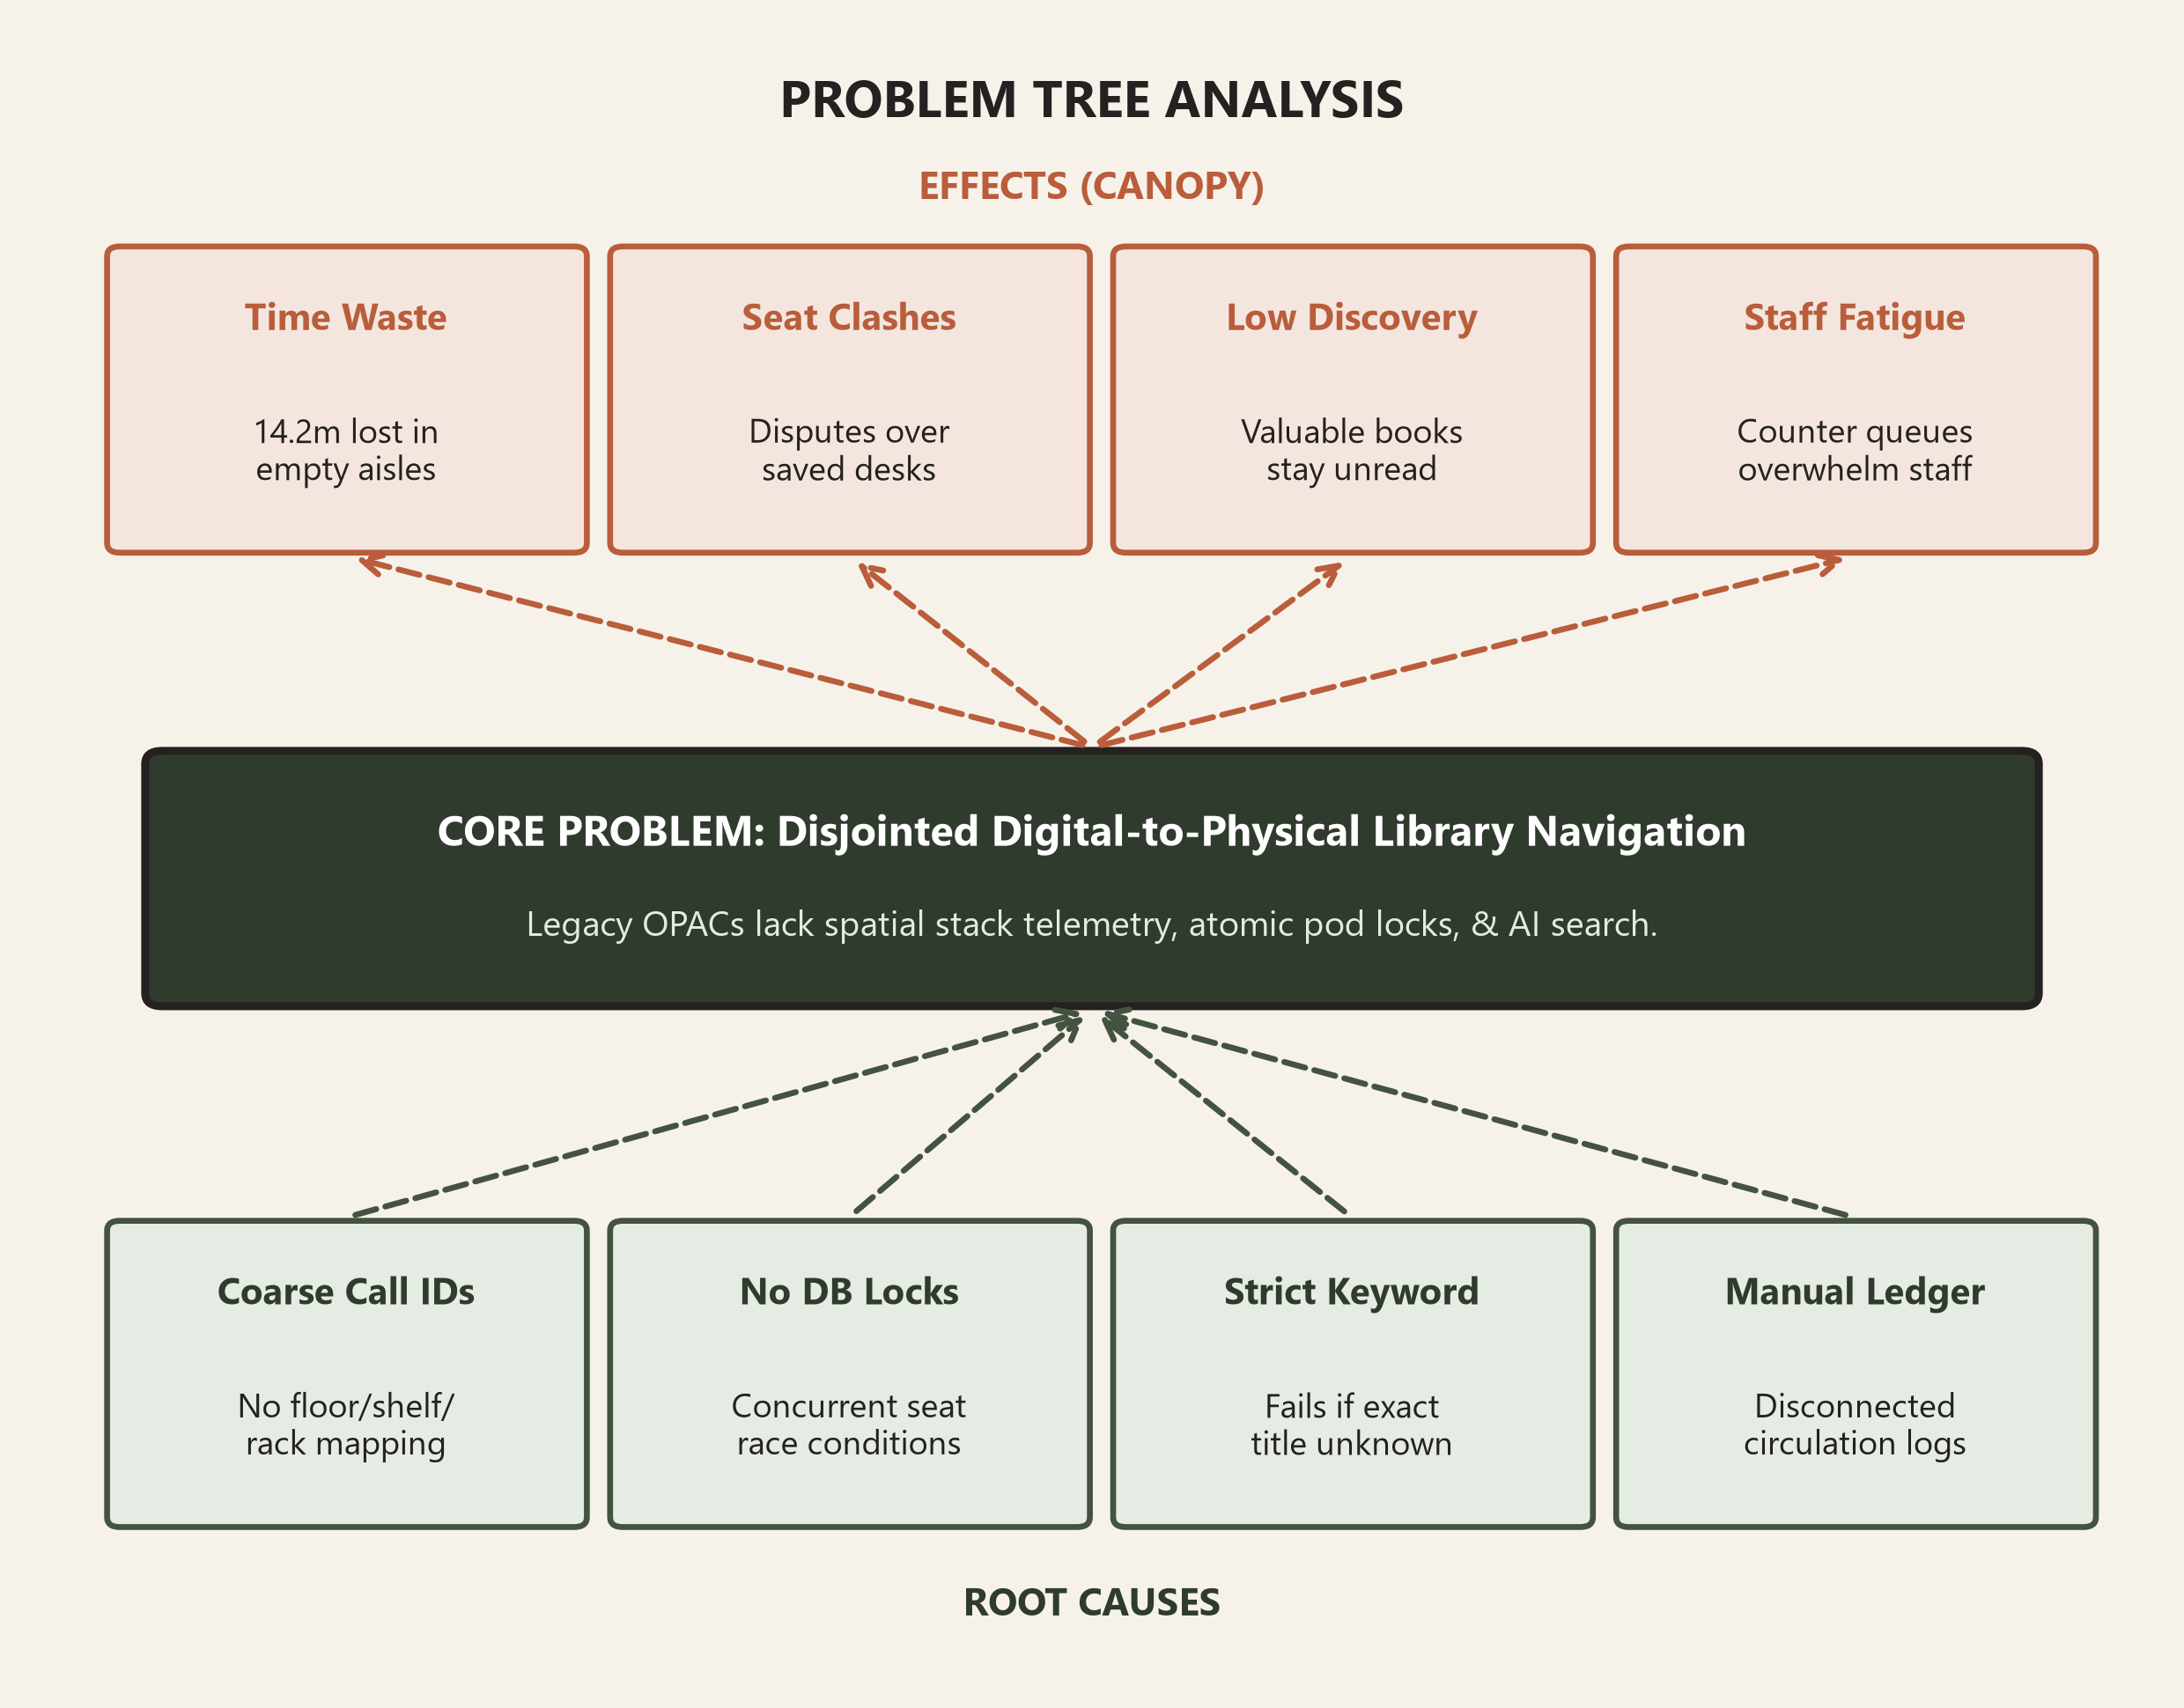 PROBLEM TREE ANALYSIS
EFFECTS (CANOPY)
Time Waste
14.2m lost in
empty aisles
Seat Clashes
Disputes over
saved desks
Low Discovery
Valuable books
stay unread
Staff Fatigue
Counter queues
overwhelm staff
CORE PROBLEM: Disjointed Digital-to-Physical Library Navigation
Legacy OPACs lack spatial stack telemetry, atomic pod locks, & AI search.
Coarse Call IDs
No floor/shelf/
rack mapping
No DB Locks
Concurrent seat
race conditions
Strict Keyword
Fails if exact
title unknown
Manual Ledger
Disconnected
circulation logs
ROOT CAUSES